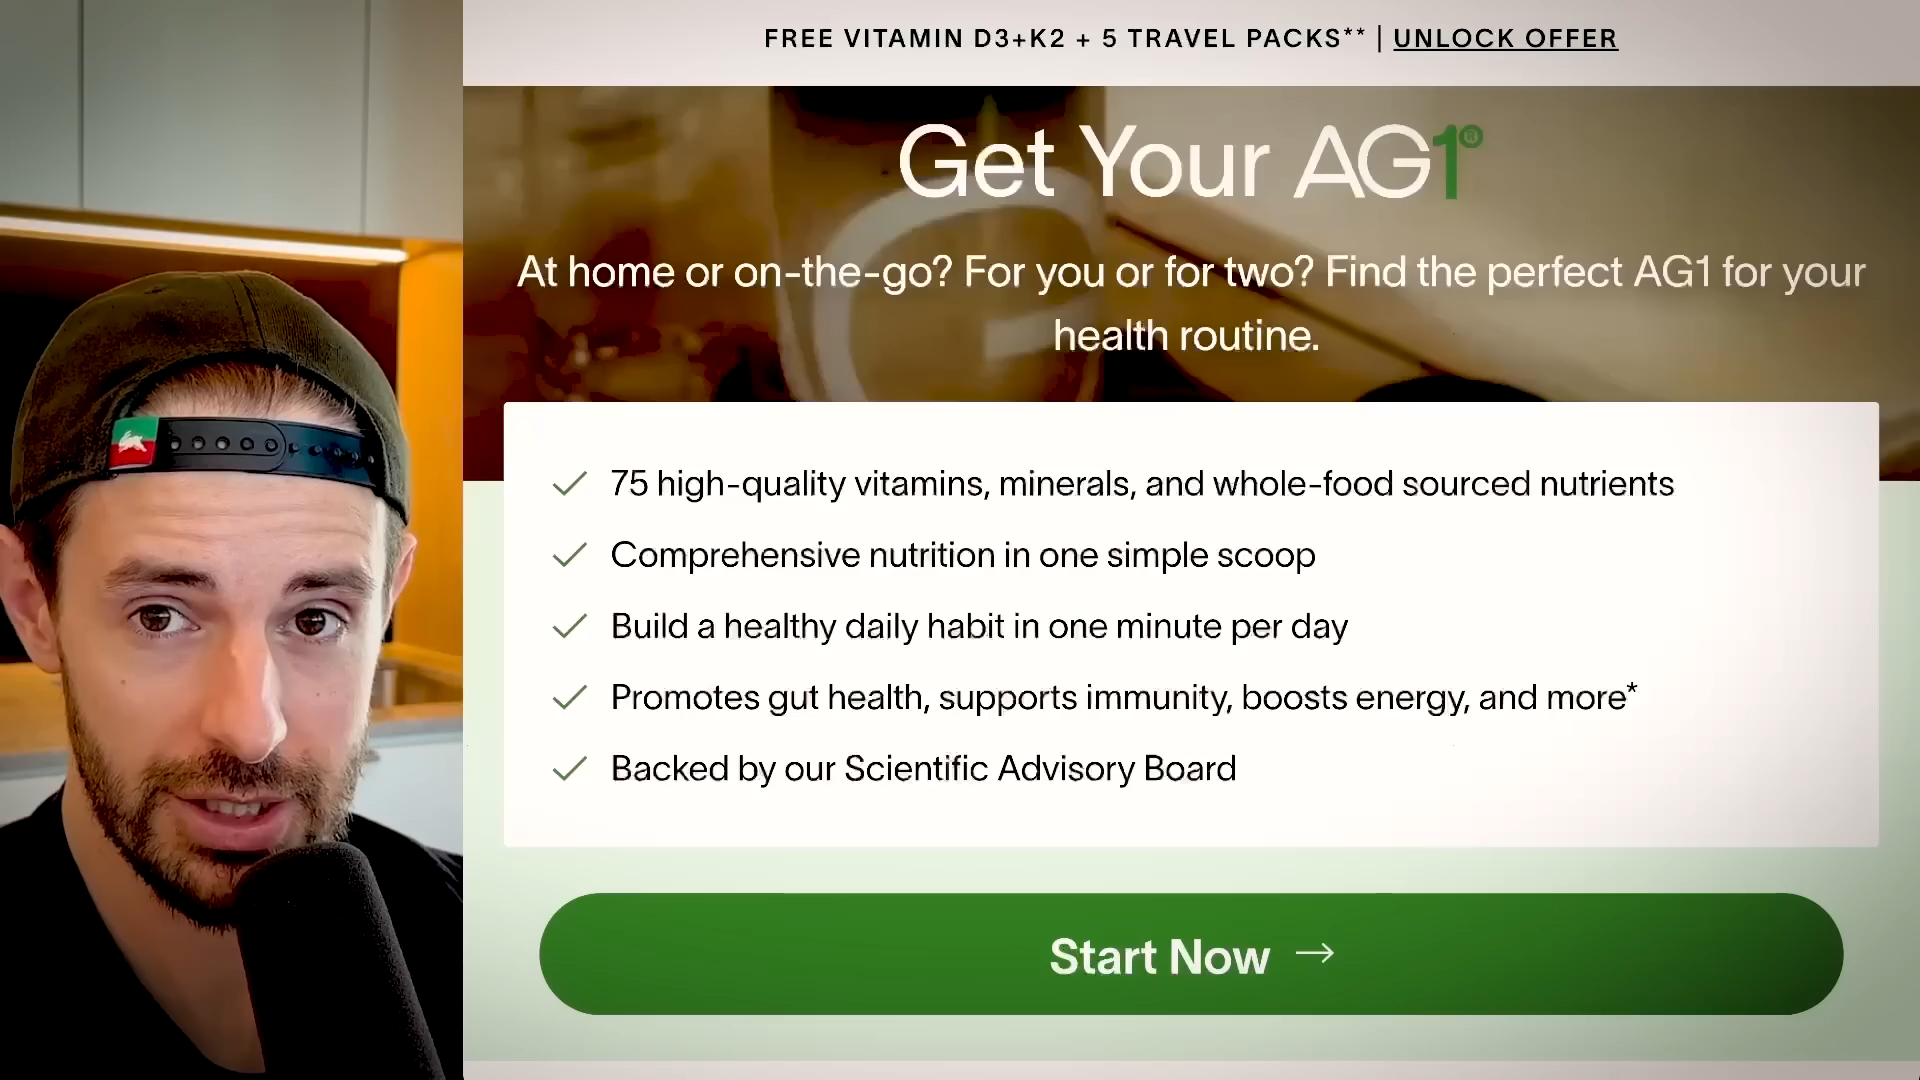 FREE VITAMIN D3+K2 + 5 TRAVEL PACKS** | UNLOCK OFFER
Get Your AG1®
At home or on-the-go? For you or for two? Find the perfect AG1 for your
health routine.
75 high-quality vitamins, minerals, and whole-food sourced nutrients
Comprehensive nutrition in one simple scoop
Build a healthy daily habit in one minute per day
Promotes gut health, supports immunity, boosts energy, and more*
Backed by our Scientific Advisory Board
Start Now →